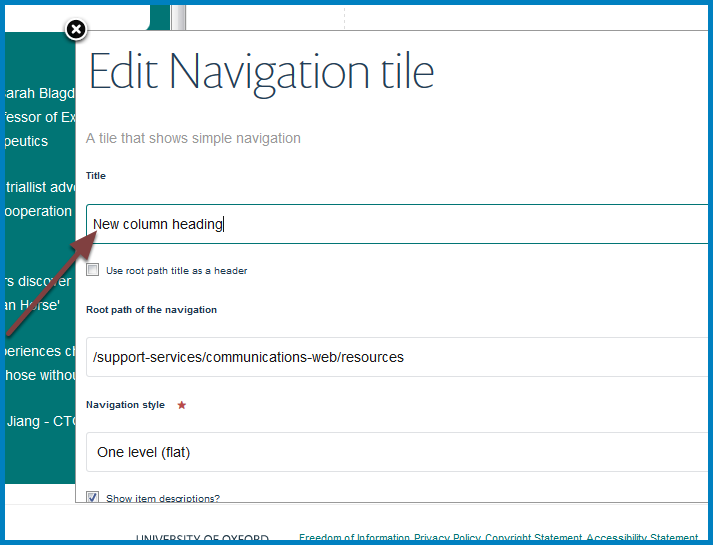 Edit Navigation tile
A tile that shows simple navigation
Title
New column heading
Use root path title as a header
Root path of the navigation
/support-services/communications-web/resources
Navigation style ★
One level (flat)
Show item descriptions?
arah Blagd
fessor of Ex
peutics
triallist adv
ooperation
rs discover
an Horse'
periences ch
hose withou
Jiang - CTC
UNIVERSITY OF OXFORD
Freedom of Information Privacy Policy Copyright Statement Accessibility Statement